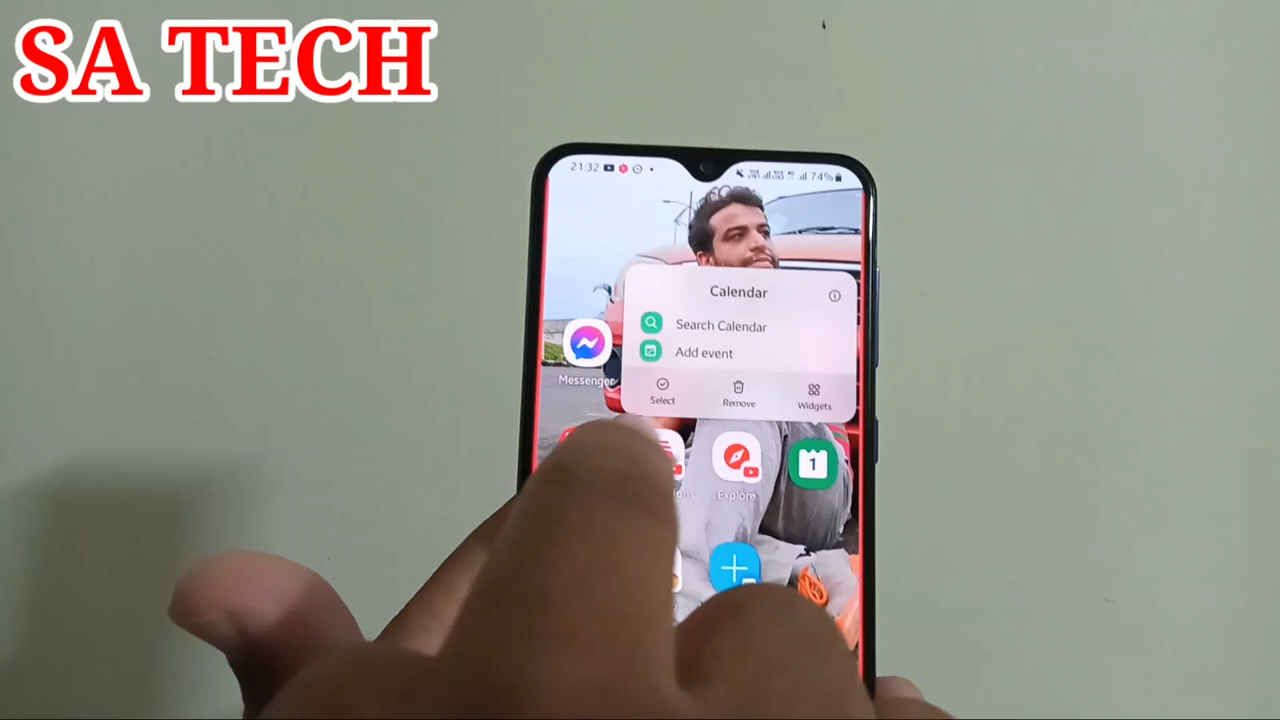 SA TECH
21:32
74%
Calendar
Search Calendar
Add event
Messenger
Select
Remove
Widgets
1
Explore